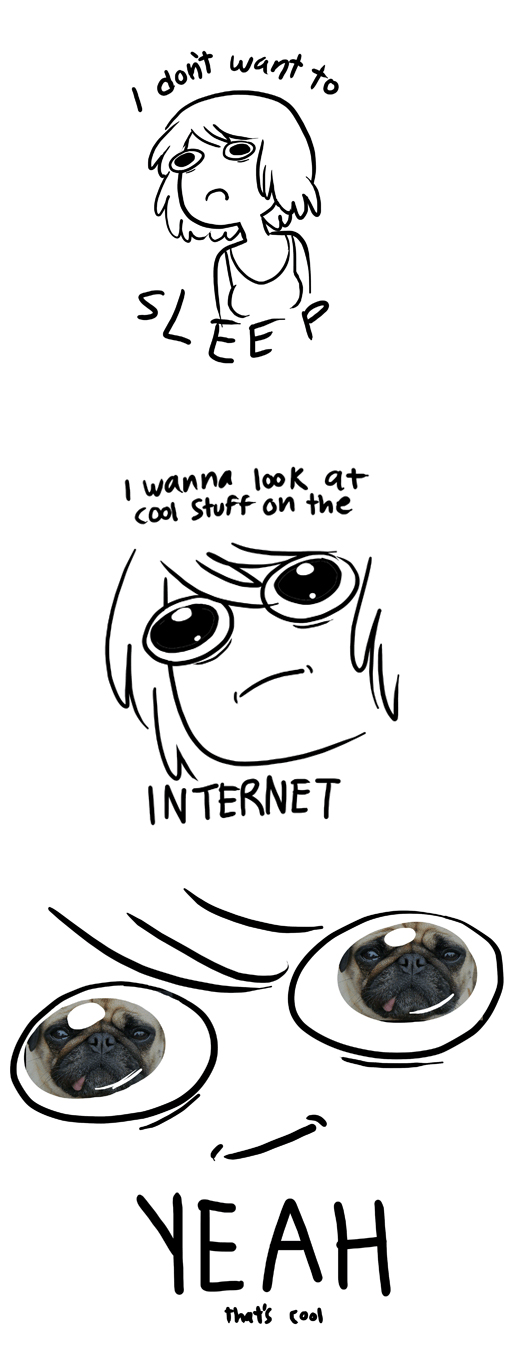 I don't want to
SLEEP
I wanna look at
cool stuff on the
INTERNET
YEAH
that's cool